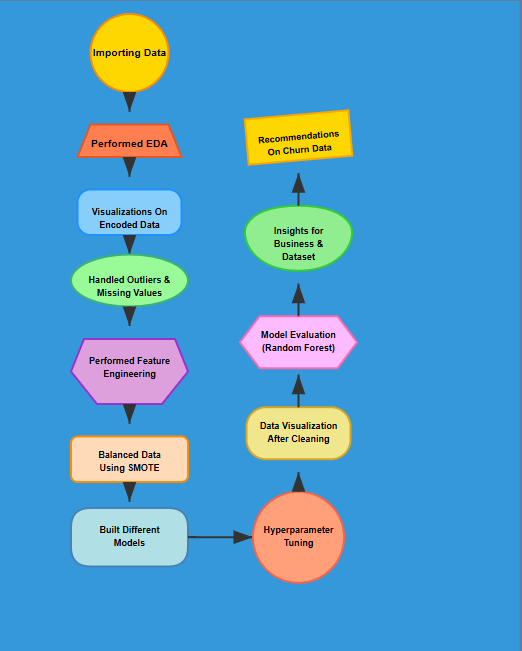 Importing Data
Performed EDA
Visualizations On
Encoded Data
Handled Outliers &
Missing Values
Performed Feature
Engineering
Balanced Data
Using SMOTE
Built Different
Models
Hyperparameter
Tuning
Data Visualization
After Cleaning
Model Evaluation
(Random Forest)
Insights for
Business &
Dataset
Recommendations
On Churn Data